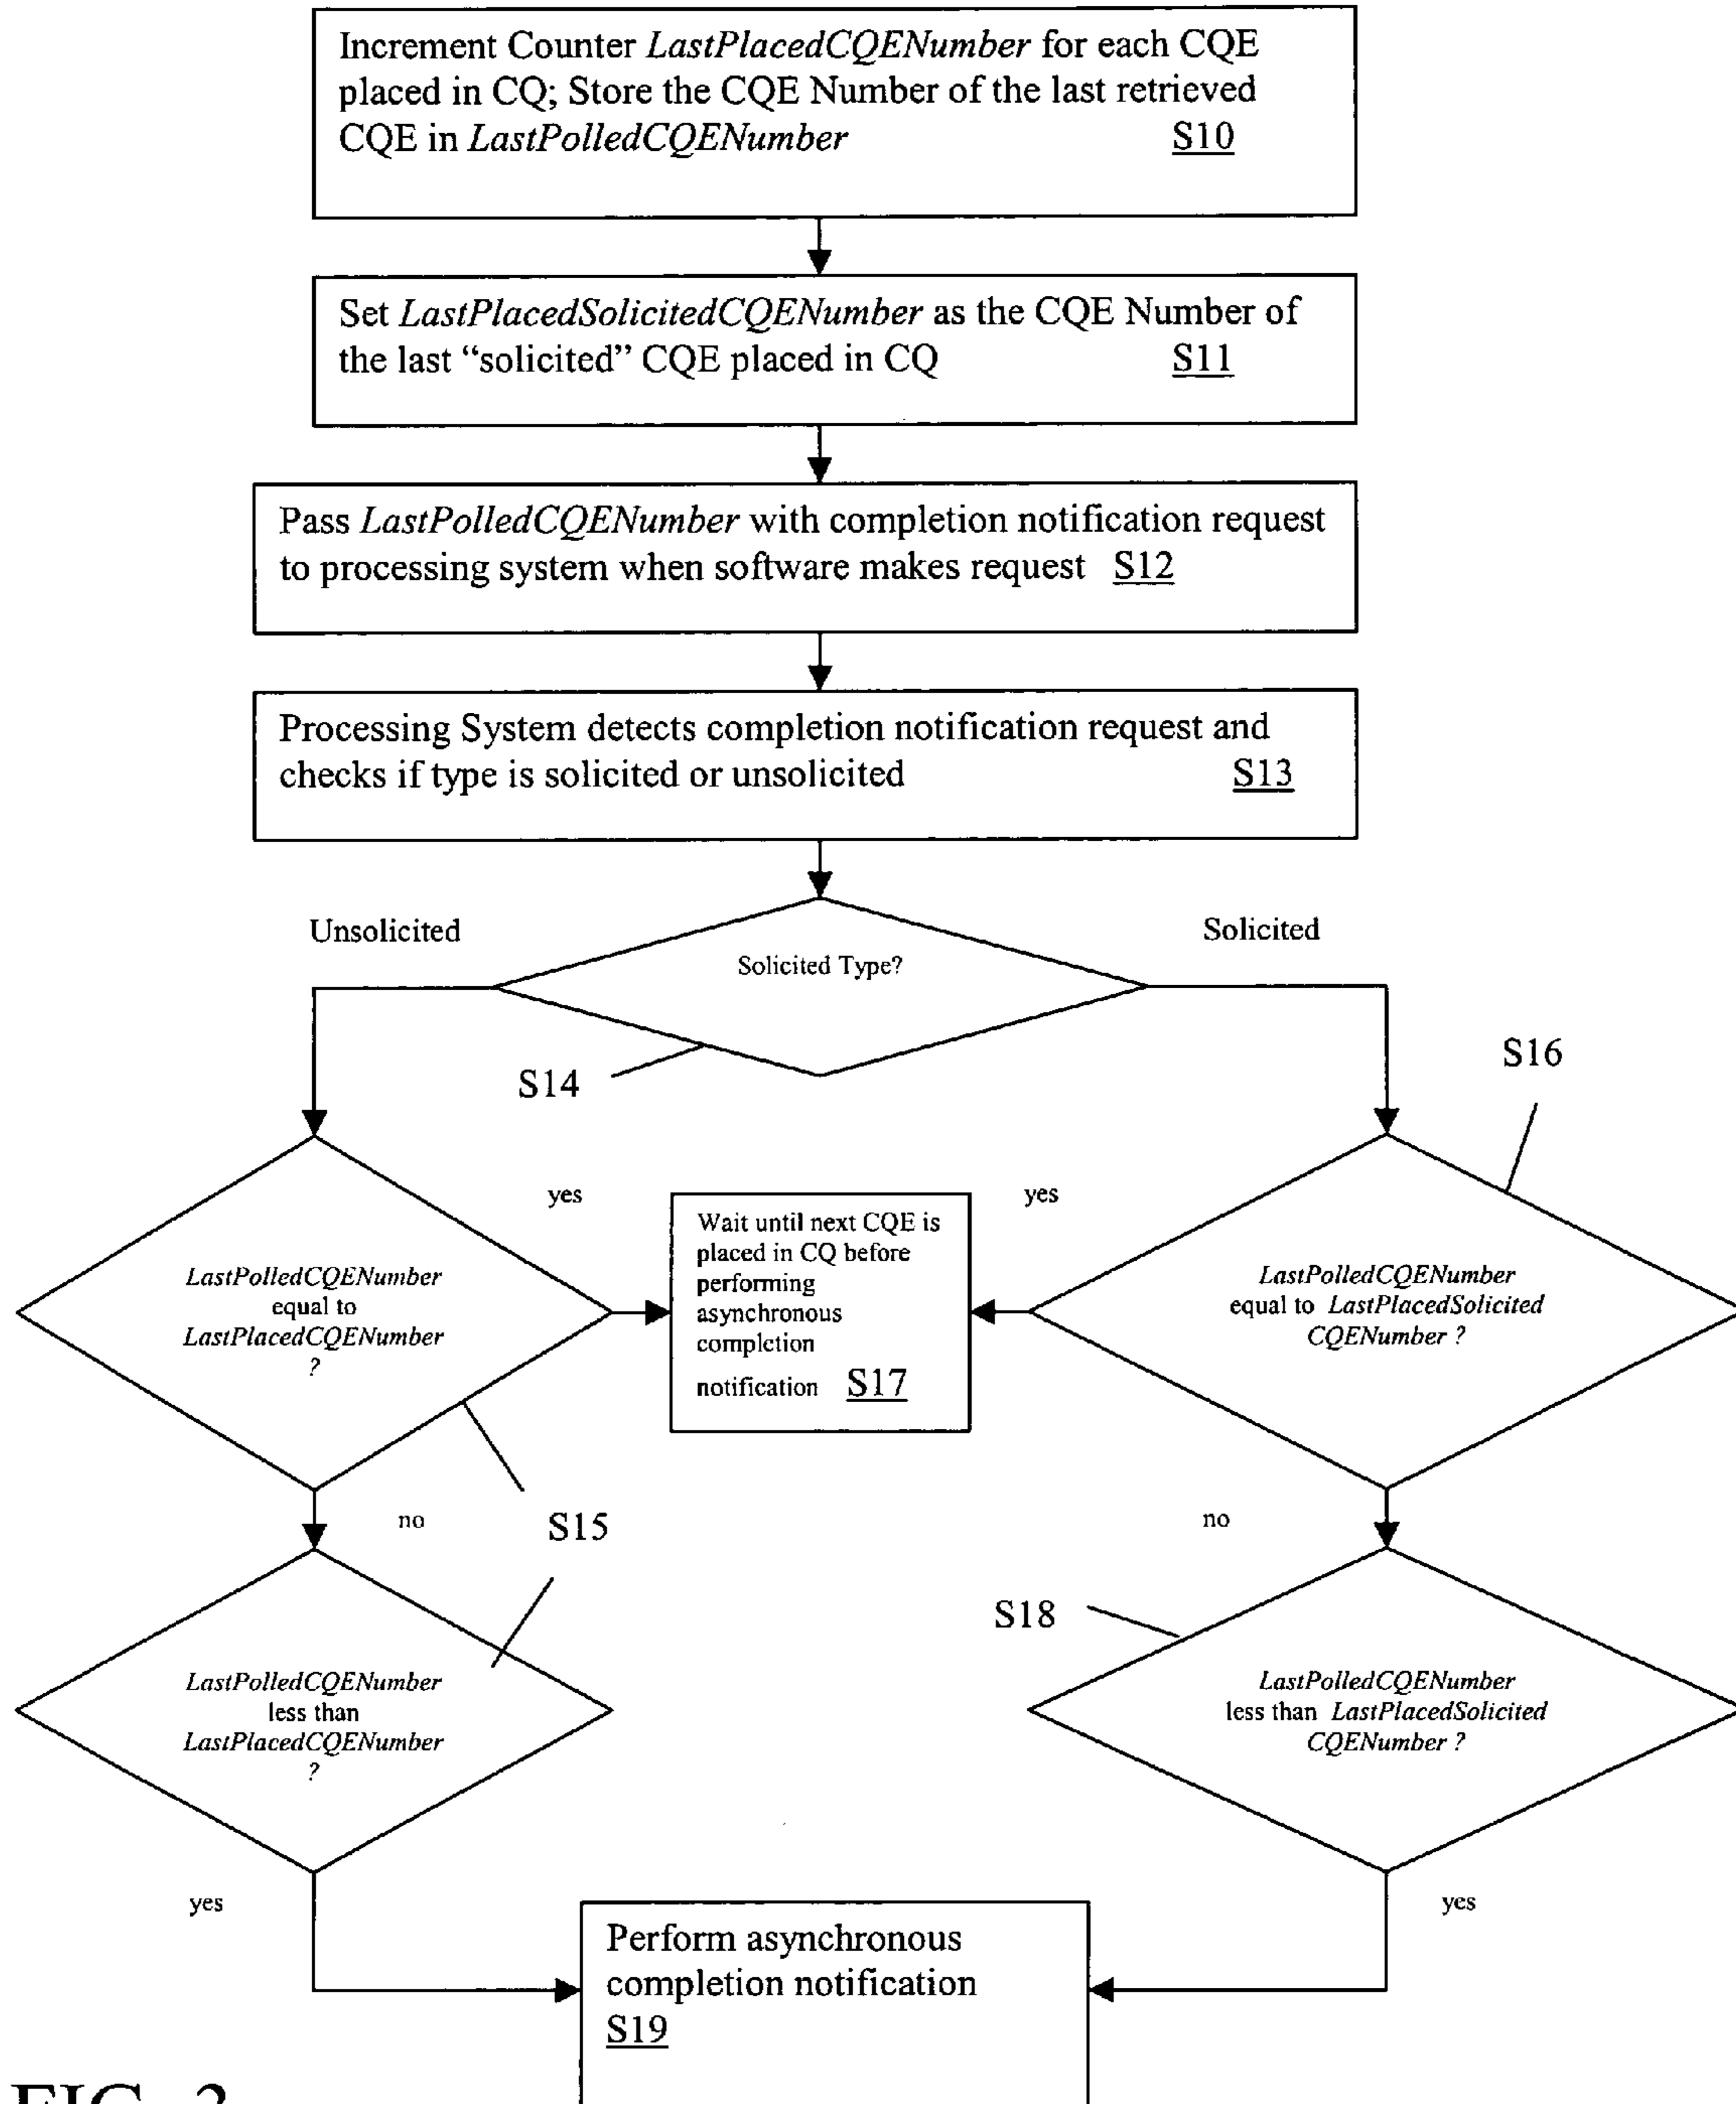 Increment Counter LastPlacedCQENumber for each CQE
placed in CQ; Store the CQE Number of the last retrieved
CQE in LastPolledCQENumber S10
Set LastPlacedSolicitedCQENumber as the CQE Number of
the last “solicited” CQE placed in CQ S11
Pass LastPolledCQENumber with completion notification request
to processing system when software makes request S12
Processing System detects completion notification request and
checks if type is solicited or unsolicited S13
Unsolicited
Solicited Type?
Solicited
S14
S16
LastPolledCQENumber
equal to
LastPlacedCQENumber
?
yes
Wait until next CQE is
placed in CQ before
performing
asynchronous
completion
notification S17
yes
LastPolledCQENumber
equal to LastPlacedSolicited
CQENumber ?
no
S15
no
S18
LastPolledCQENumber
less than
LastPlacedCQENumber
?
LastPolledCQENumber
less than LastPlacedSolicited
CQENumber ?
yes
Perform asynchronous
completion notification
S19
yes
FIG.